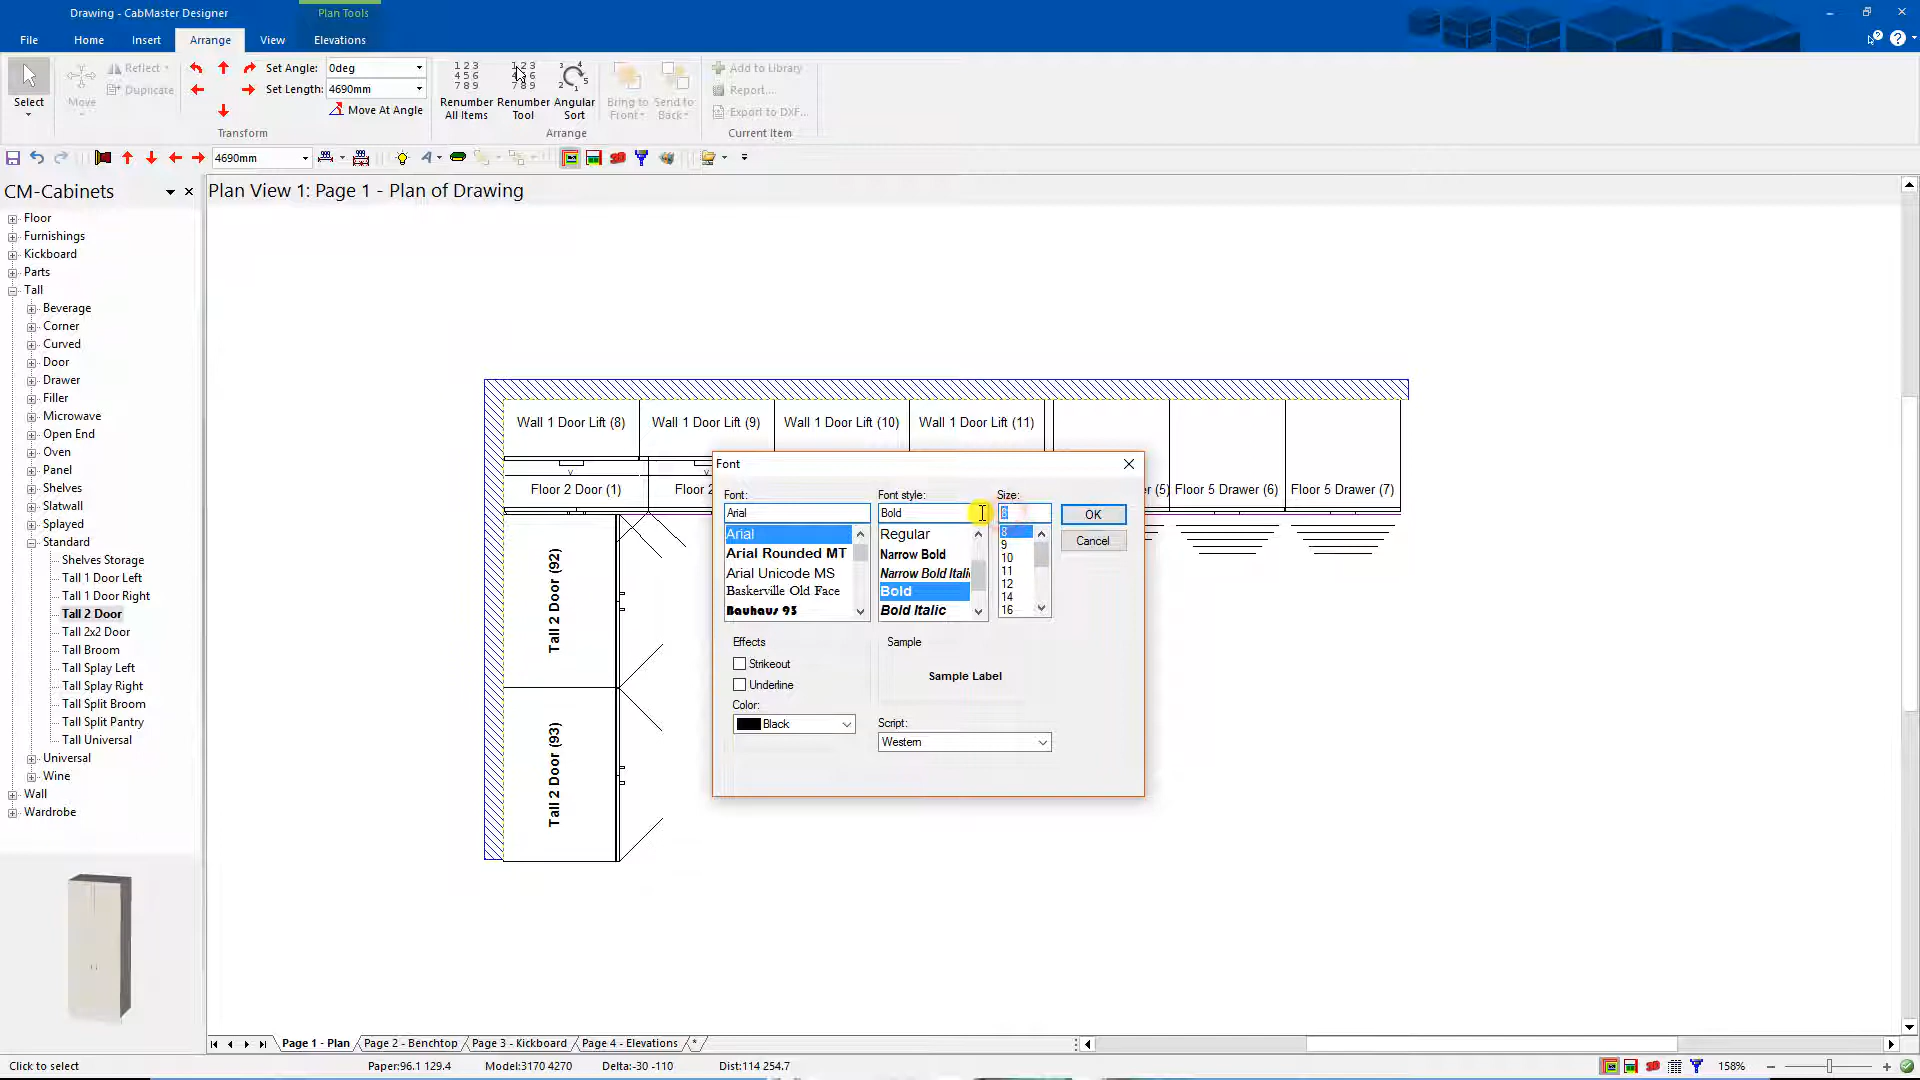 Drawing - CabMaster Designer
Plan Tools
File
Home
Insert
Arrange
View
Elevations
Select
Move
Reflect
Duplicate
Set Angle:
0deg
Set Length:
4690mm
Move At Angle
Transform
Renumber All Items
Renumber Tool
Angular Sort
Bring to Front
Send to Back
Arrange
Add to Library
Report...
Export to DXF...
Current Item
4690mm
CM-Cabinets
Floor
Furnishings
Kickboard
Parts
Tall
Beverage
Corner
Curved
Door
Drawer
Filler
Microwave
Open End
Oven
Panel
Shelves
Slatwall
Splayed
Standard
Shelves Storage
Tall 1 Door Left
Tall 1 Door Right
Tall 2 Door
Tall 2x2 Door
Tall Broom
Tall Splay Left
Tall Splay Right
Tall Split Broom
Tall Split Pantry
Tall Universal
Universal
Wine
Wall
Wardrobe
Plan View 1: Page 1 - Plan of Drawing
Wall 1 Door Lift (8)
Wall 1 Door Lift (9)
Wall 1 Door Lift (10)
Wall 1 Door Lift (11)
Floor 2 Door (1)
Floor 2
er (5)
Floor 5 Drawer (6)
Floor 5 Drawer (7)
Tall 2 Door (92)
Tall 2 Door (93)
Font
Font:
Arial
Arial
Arial Rounded MT
Arial Unicode MS
Baskerville Old Face
Bauhaus 93
Font style:
Bold
Regular
Narrow Bold
Narrow Bold Itali
Bold
Bold Italic
Size:
8
8
9
10
11
12
14
16
OK
Cancel
Effects
Strikeout
Underline
Color:
Black
Sample
Sample Label
Script:
Western
Page 1 - Plan
Page 2 - Benchtop
Page 3 - Kickboard
Page 4 - Elevations
*
Click to select
Paper:96.1 129.4
Model:3170 4270
Delta:-30 -110
Dist:114 254.7
158%